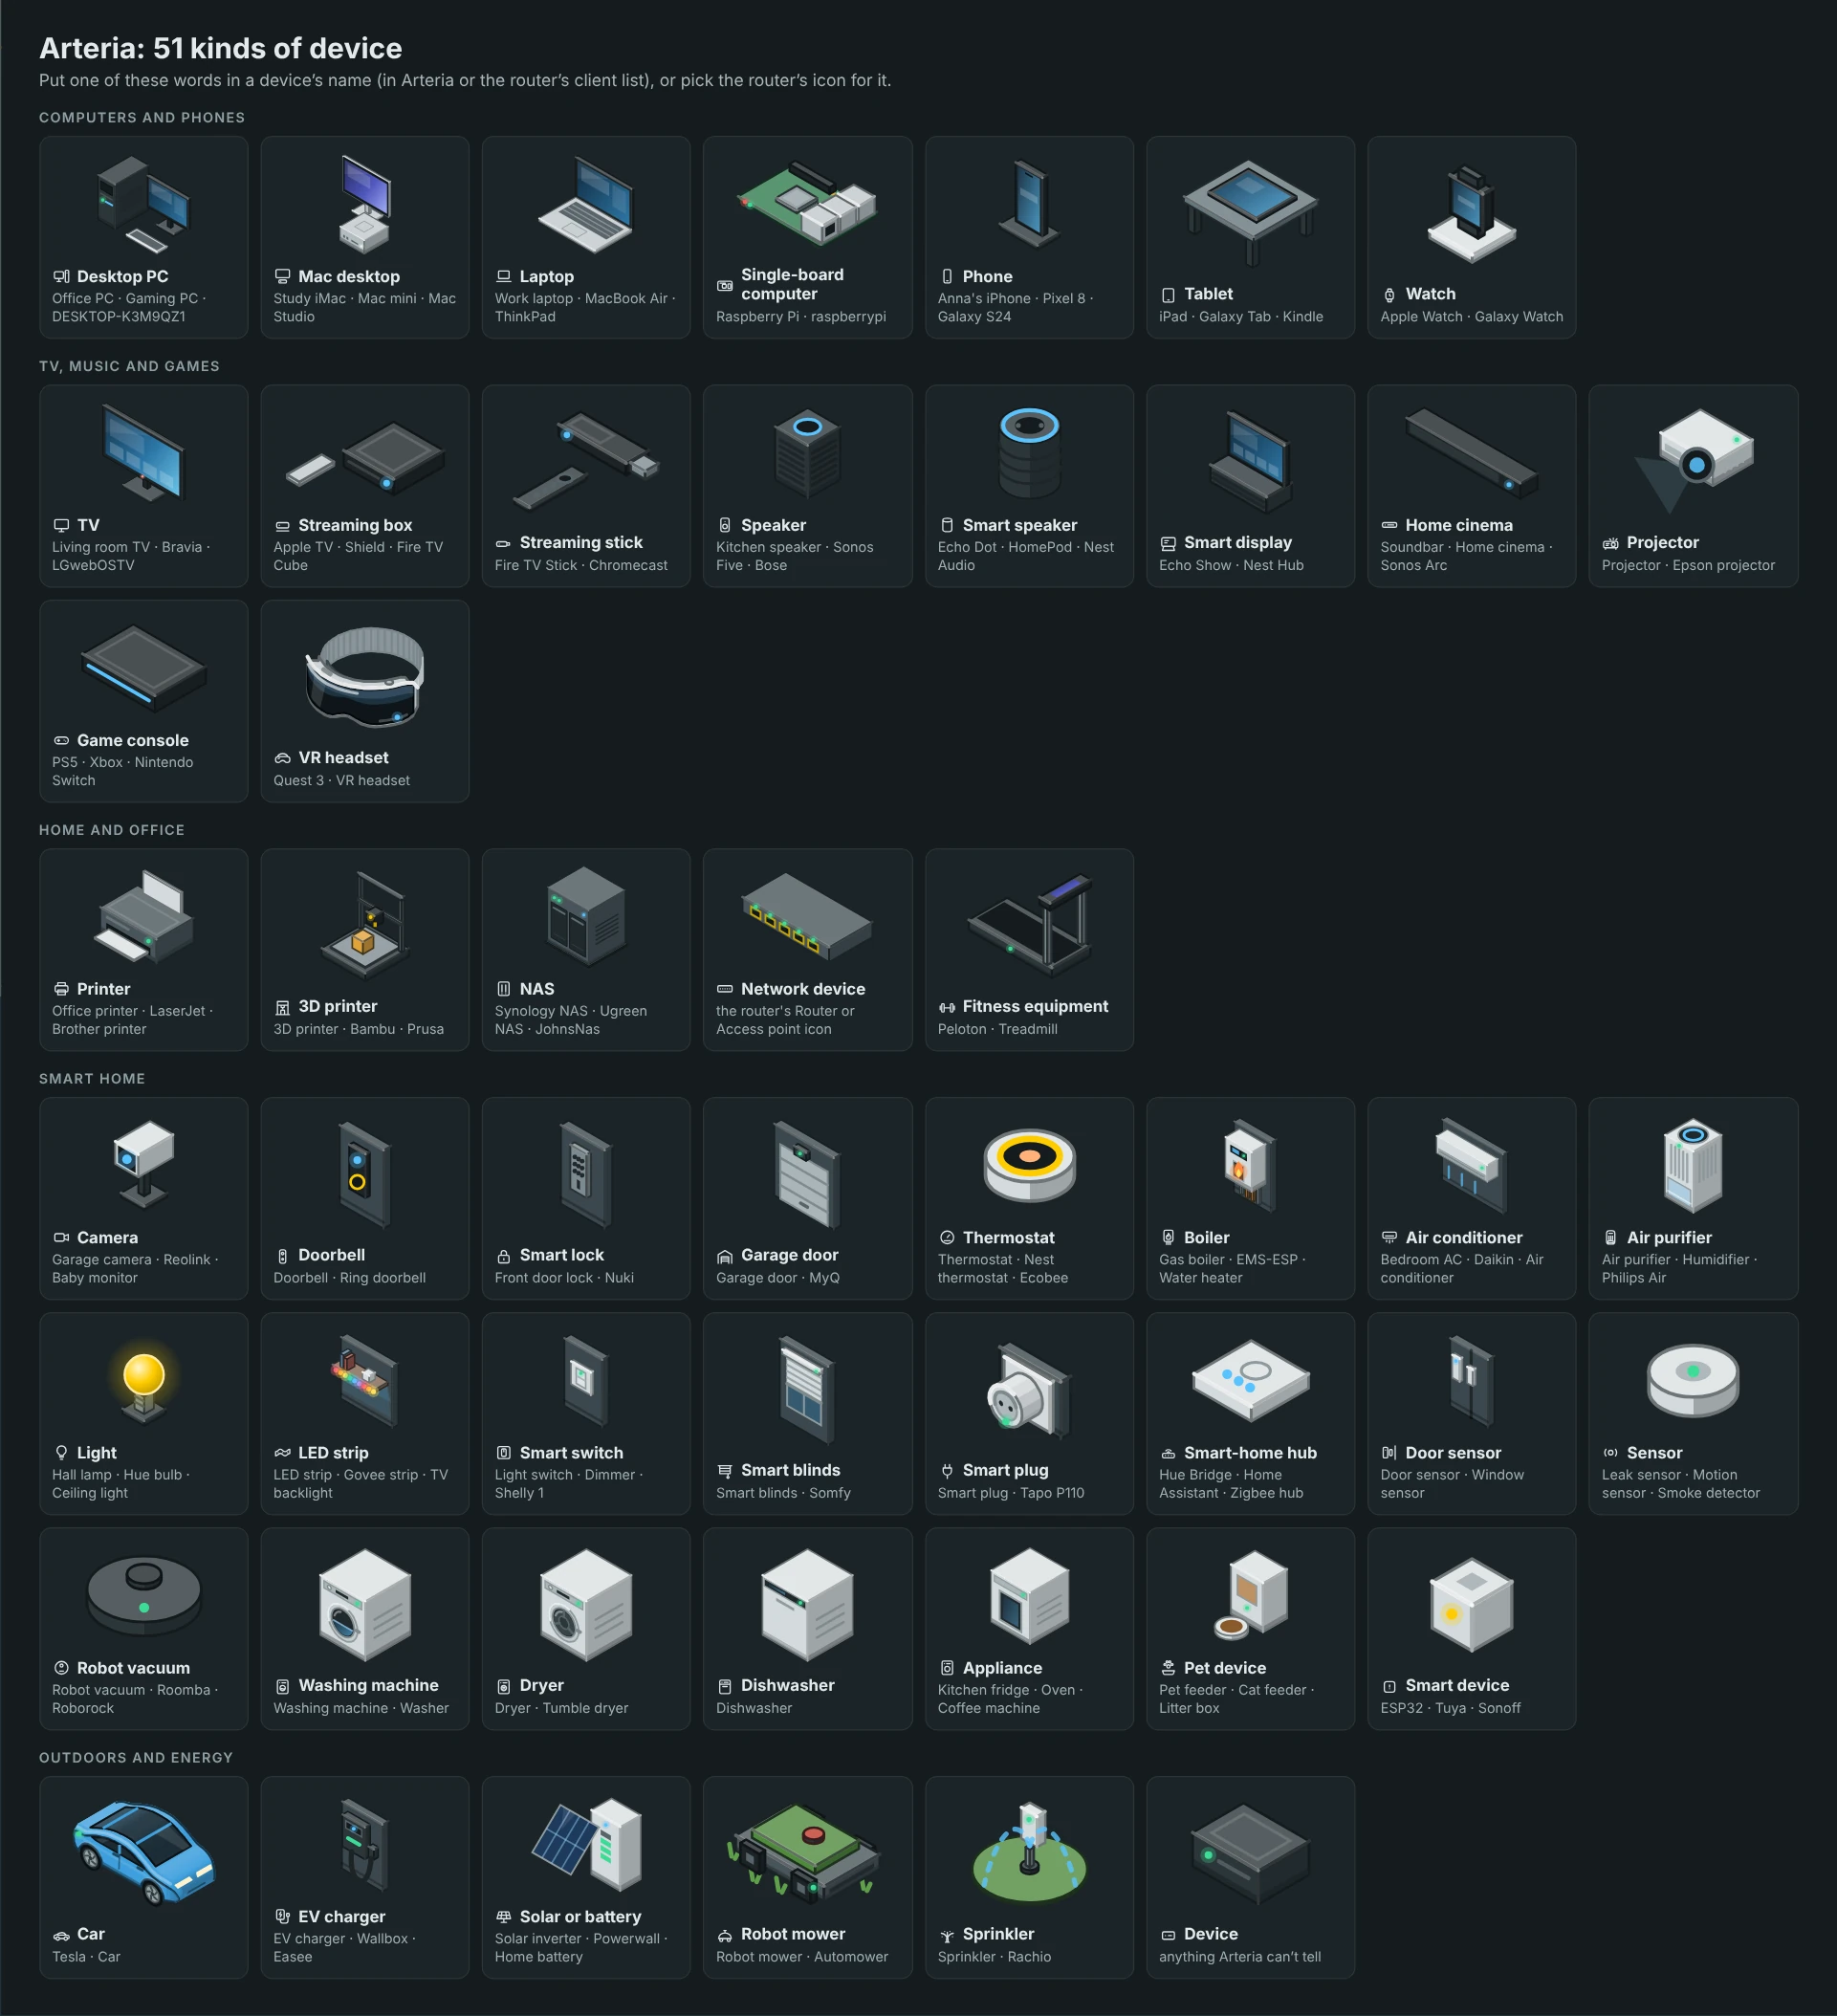 Arteria: 51 kinds of device
Put one of these words in a device’s name (in Arteria or the router’s client list), or pick the router’s icon for it.
COMPUTERS AND PHONES
Desktop PC
Office PC · Gaming PC ·
DESKTOP-K3M9QZ1
Mac desktop
Study iMac · Mac mini · Mac
Studio
Laptop
Work laptop · MacBook Air ·
ThinkPad
Single-board
computer
Raspberry Pi · raspberrypi
Phone
Anna's iPhone · Pixel 8 ·
Galaxy S24
Tablet
iPad · Galaxy Tab · Kindle
Watch
Apple Watch · Galaxy Watch
TV, MUSIC AND GAMES
TV
Living room TV · Bravia ·
LGwebOSTV
Streaming box
Apple TV · Shield · Fire TV
Cube
Streaming stick
Fire TV Stick · Chromecast
Speaker
Kitchen speaker · Sonos
Five · Bose
Smart speaker
Echo Dot · HomePod · Nest
Audio
Smart display
Echo Show · Nest Hub
Home cinema
Soundbar · Home cinema ·
Sonos Arc
Projector
Projector · Epson projector
Game console
PS5 · Xbox · Nintendo
Switch
VR headset
Quest 3 · VR headset
HOME AND OFFICE
Printer
Office printer · LaserJet ·
Brother printer
3D printer
3D printer · Bambu · Prusa
NAS
Synology NAS · Ugreen
NAS · JohnsNas
Network device
the router's Router or
Access point icon
Fitness equipment
Peloton · Treadmill
SMART HOME
Camera
Garage camera · Reolink ·
Baby monitor
Doorbell
Doorbell · Ring doorbell
Smart lock
Front door lock · Nuki
Garage door
Garage door · MyQ
Thermostat
Thermostat · Nest
thermostat · Ecobee
Boiler
Gas boiler · EMS-ESP ·
Water heater
Air conditioner
Bedroom AC · Daikin · Air
conditioner
Air purifier
Air purifier · Humidifier ·
Philips Air
Light
Hall lamp · Hue bulb ·
Ceiling light
LED strip
LED strip · Govee strip · TV
backlight
Smart switch
Light switch · Dimmer ·
Shelly 1
Smart blinds
Smart blinds · Somfy
Smart plug
Smart plug · Tapo P110
Smart-home hub
Hue Bridge · Home
Assistant · Zigbee hub
Door sensor
Door sensor · Window
sensor
Sensor
Leak sensor · Motion
sensor · Smoke detector
Robot vacuum
Robot vacuum · Roomba ·
Roborock
Washing machine
Washing machine · Washer
Dryer
Dryer · Tumble dryer
Dishwasher
Dishwasher
Appliance
Kitchen fridge · Oven ·
Coffee machine
Pet device
Pet feeder · Cat feeder ·
Litter box
Smart device
ESP32 · Tuya · Sonoff
OUTDOORS AND ENERGY
Car
Tesla · Car
EV charger
EV charger · Wallbox ·
Easee
Solar or battery
Solar inverter · Powerwall ·
Home battery
Robot mower
Robot mower · Automower
Sprinkler
Sprinkler · Rachio
Device
anything Arteria can’t tell